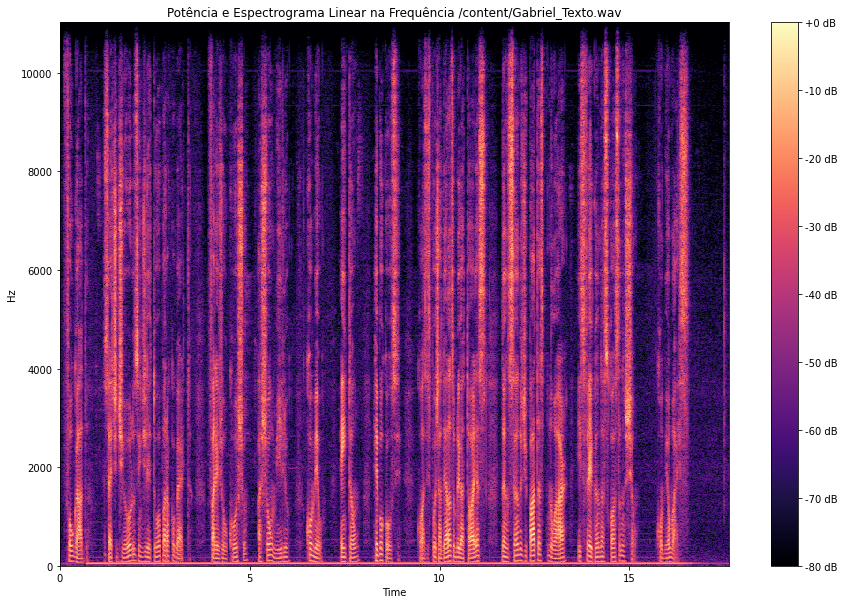 Potência e Espectrograma Linear na Frequência /content/Gabriel_Texto.wav
+0 dB
10000
-10 dB
8000
-20 dB
-30 dB
6000
Hz
-40 dB
4000
-50 dB
-60 dB
2000
-70 dB
0
-80 dB
0
5
10
15
Time